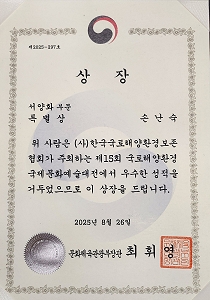 제2025-297호
상 장
서양화 부문
특별상 손난숙
위 사람은 (사)한국국토해양환경보존
협회가 주최하는 제15회 국토해양환경
국제문화예술대전에서 우수한 성적을
거두었으므로 이 상장을 드립니다.
2025년 8월 26일
문화체육관광부장관 최휘영